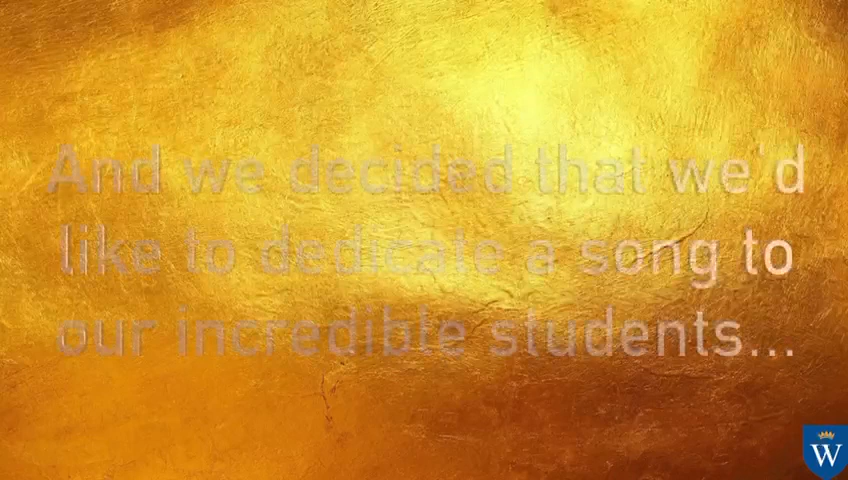 And we decided that we'd
like to dedicate a song to
our incredible students...
W